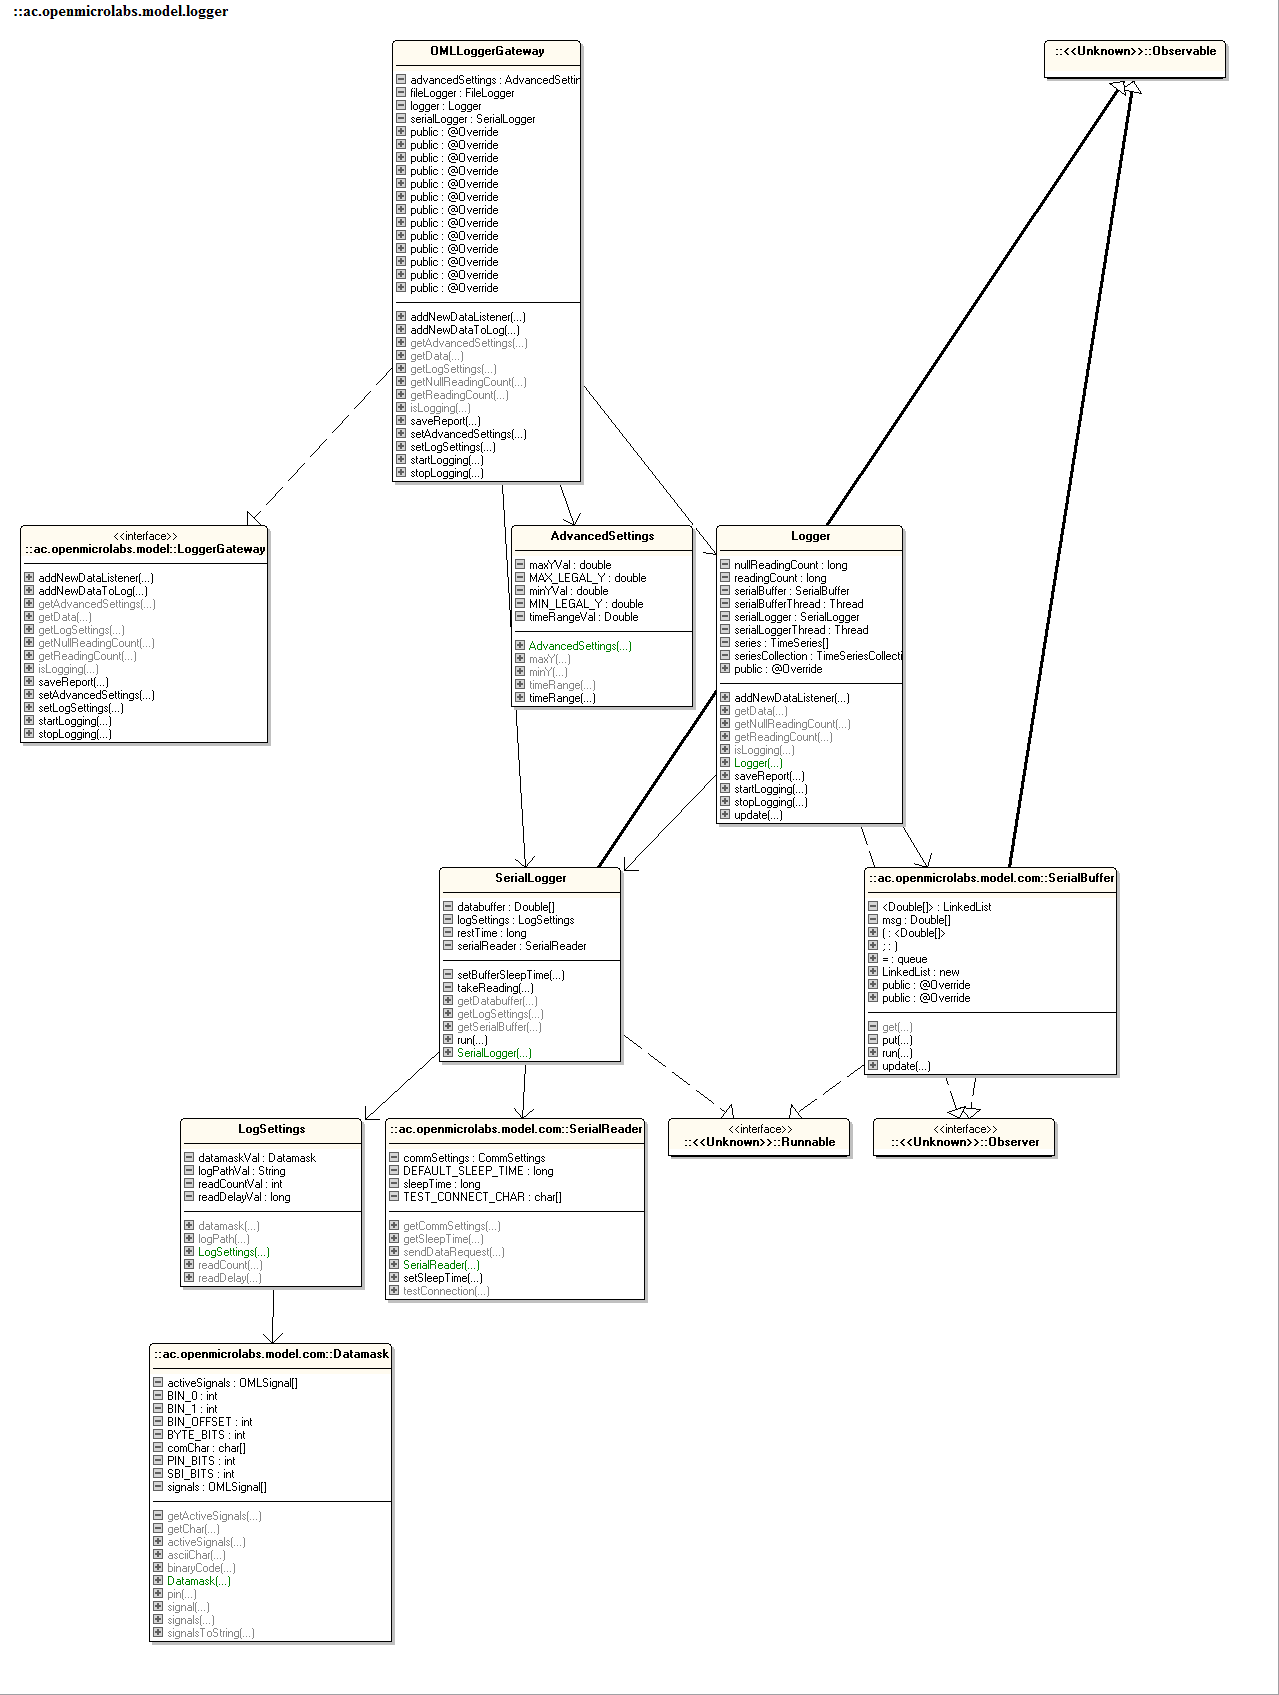 ::ac.openmicrolabs.model.logger
OMLLoggerGateway
advancedSettings : AdvancedSettin
fileLogger : FileLogger
logger : Logger
serialLogger : SerialLogger
public : @Override
public : @Override
public : @Override
public : @Override
public : @Override
public : @Override
public : @Override
public : @Override
public : @Override
public : @Override
public : @Override
public : @Override
public : @Override
addNewDataListener(...)
addNewDataToLog(...)
getAdvancedSettings(...)
getData(...)
getLogSettings(...)
getNullReadingCount(...)
getReadingCount(...)
isLogging(...)
saveReport(...)
setAdvancedSettings(...)
setLogSettings(...)
startLogging(...)
stopLogging(...)
::<<Unknown>>::Observable
<<interface>>
::ac.openmicrolabs.model::LoggerGateway
addNewDataListener(...)
addNewDataToLog(...)
getAdvancedSettings(...)
getData(...)
getLogSettings(...)
getNullReadingCount(...)
getReadingCount(...)
isLogging(...)
saveReport(...)
setAdvancedSettings(...)
setLogSettings(...)
startLogging(...)
stopLogging(...)
AdvancedSettings
maxYVal : double
MAX_LEGAL_Y : double
minYVal : double
MIN_LEGAL_Y : double
timeRangeVal : Double
AdvancedSettings(...)
maxY(...)
minY(...)
timeRange(...)
timeRange(...)
Logger
nullReadingCount : long
readingCount : long
serialBuffer : SerialBuffer
serialBufferThread : Thread
serialLogger : SerialLogger
serialLoggerThread : Thread
series : TimeSeries[]
seriesCollection : TimeSeriesCollecti
public : @Override
addNewDataListener(...)
getData(...)
getNullReadingCount(...)
getReadingCount(...)
isLogging(...)
Logger(...)
saveReport(...)
startLogging(...)
stopLogging(...)
update(...)
SerialLogger
databuffer : Double[]
logSettings : LogSettings
restTime : long
serialReader : SerialReader
setBufferSleepTime(...)
takeReading(...)
getDatabuffer(...)
getLogSettings(...)
getSerialBuffer(...)
run(...)
SerialLogger(...)
::ac.openmicrolabs.model.com::SerialBuffer
<Double[]> : LinkedList
msg : Double[]
( : <Double[]>
; : )
= : queue
LinkedList : new
public : @Override
public : @Override
get(...)
put(...)
run(...)
update(...)
LogSettings
datamaskVal : Datamask
logPathVal : String
readCountVal : int
readDelayVal : long
datamask(...)
logPath(...)
LogSettings(...)
readCount(...)
readDelay(...)
::ac.openmicrolabs.model.com::SerialReader
commSettings : CommSettings
DEFAULT_SLEEP_TIME : long
sleepTime : long
TEST_CONNECT_CHAR : char[]
getCommSettings(...)
getSleepTime(...)
sendDataRequest(...)
SerialReader(...)
setSleepTime(...)
testConnection(...)
<<interface>>
::<<Unknown>>::Runnable
<<interface>>
::<<Unknown>>::Observer
::ac.openmicrolabs.model.com::Datamask
activeSignals : OMLSignal[]
BIN_0 : int
BIN_1 : int
BIN_OFFSET : int
BYTE_BITS : int
comChar : char[]
PIN_BITS : int
SBI_BITS : int
signals : OMLSignal[]
getActiveSignals(...)
getChar(...)
activeSignals(...)
asciiChar(...)
binaryCode(...)
Datamask(...)
pin(...)
signal(...)
signals(...)
signalsToString(...)